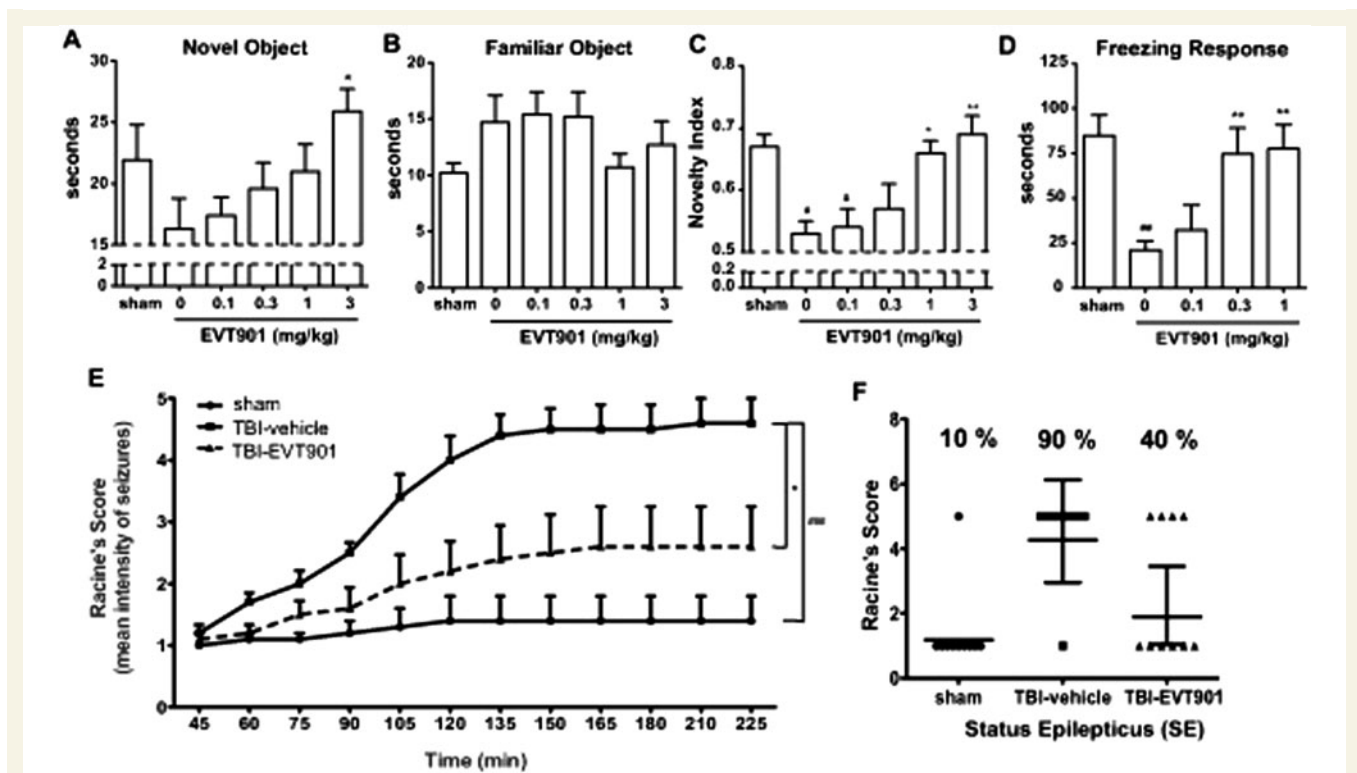 A
Novel Object
seconds
30
25
20
15
2
0
sham 0 0.1 0.3 1 3
EVT901 (mg/kg)
B
Familiar Object
seconds
20
15
10
5
0
sham 0 0.1 0.3 1 3
EVT901 (mg/kg)
C
Novelty Index
0.8
0.7
0.6
0.5
0.2
0.0
* **
sham 0 0.1 0.3 1 3
EVT901 (mg/kg)
D
Freezing Response
seconds
125
100
75
50
25
0
## ** **
sham 0 0.1 0.3 1
EVT901 (mg/kg)
E
Racine's Score
(mean intensity of seizures)
5
4
3
2
1
0
sham
TBI-vehicle
TBI-EVT901
*
45 60 75 90 105 120 135 150 165 180 210 225
Time (min)
F
Racine's Score
8
6
4
2
0
10 % 90 % 40 %
sham TBI-vehicle TBI-EVT901
Status Epilepticus (SE)